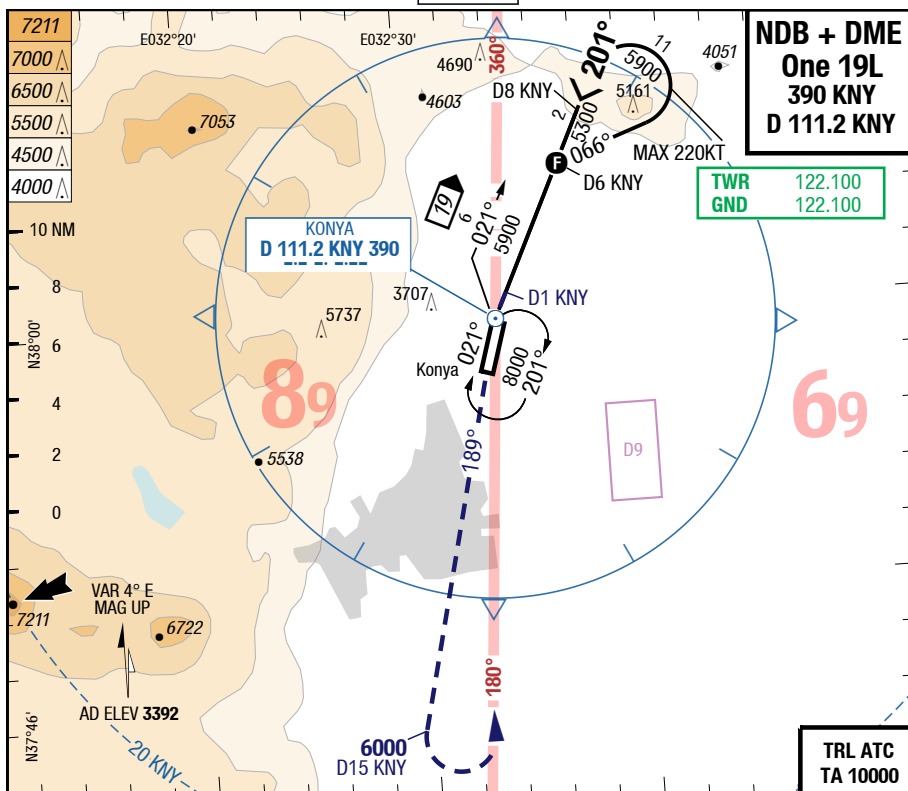 7211
7000
6500
5500
4500
4000
E032°20'
E032°30'
NDB + DME
One 19L
390 KNY
D 111.2 KNY
TWR 122.100
GND 122.100
4690
360°
201°
11
5900
4051
4603
D8 KNY
5161
7053
2
5300
066°
MAX 220KT
F
D6 KNY
19
6
021°
5900
10 NM
8
6
4
2
0
KONYA
D 111.2 KNY 390
N38°00'
3707
5737
D1 KNY
Konya
021°
8000
201°
89
69
D9
189°
5538
VAR 4° E
MAG UP
7211
6722
AD ELEV 3392
180°
N37°46'
20 KNY
6000
D15 KNY
TRL ATC
TA 10000